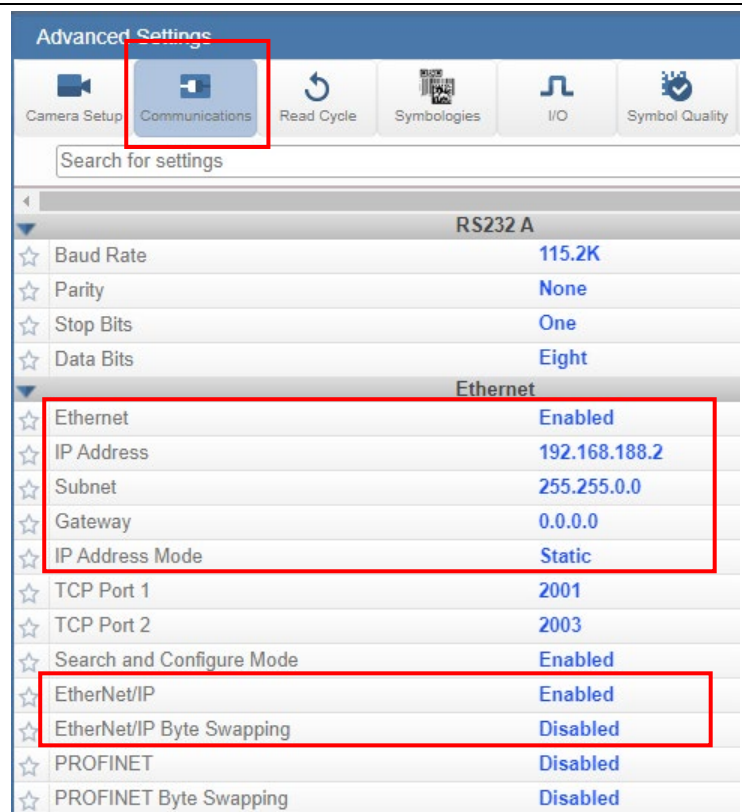 Advanced Settings
Camera Setup Communications Read Cycle Symbologies I/O Symbol Quality
Search for settings
RS232 A
Baud Rate 115.2K
Parity None
Stop Bits One
Data Bits Eight
Ethernet
Ethernet Enabled
IP Address 192.168.188.2
Subnet 255.255.0.0
Gateway 0.0.0.0
IP Address Mode Static
TCP Port 1 2001
TCP Port 2 2003
Search and Configure Mode Enabled
EtherNet/IP Enabled
EtherNet/IP Byte Swapping Disabled
PROFINET Disabled
PROFINET Byte Swapping Disabled